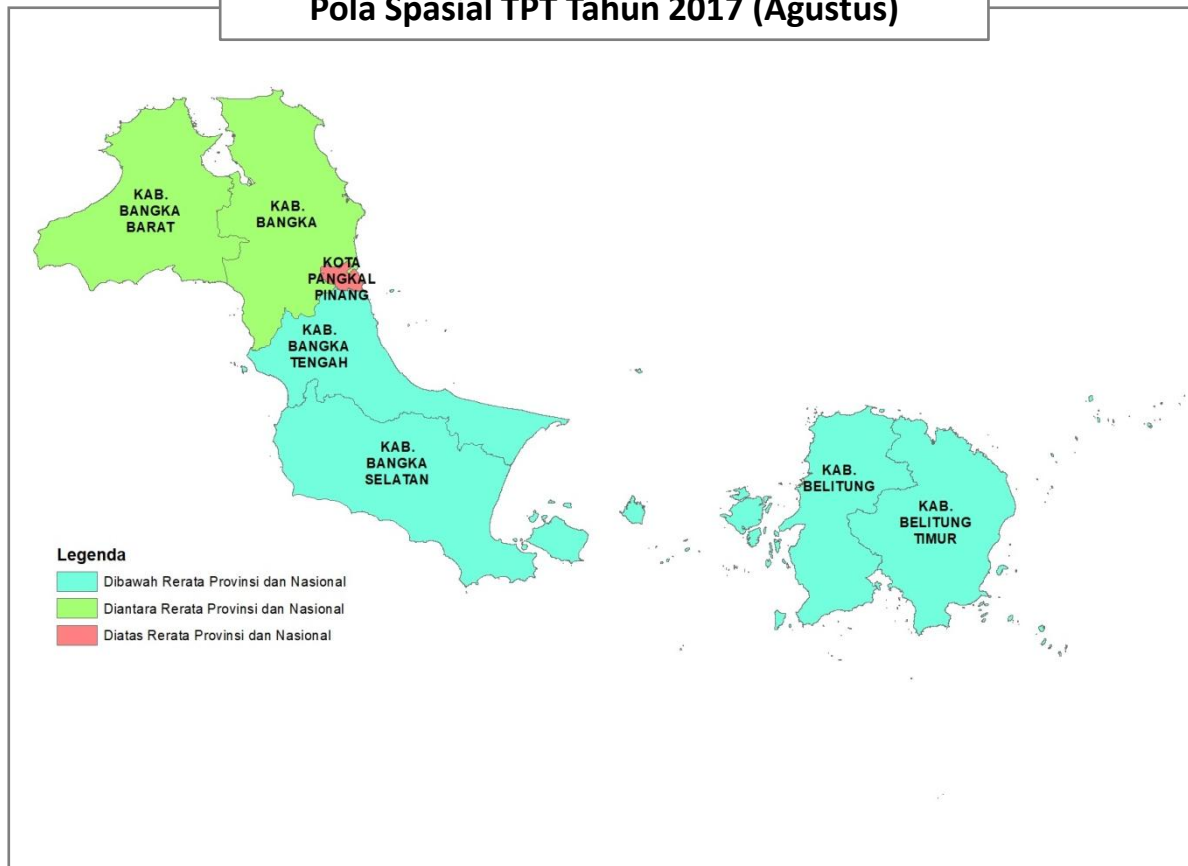 Pola Spasial TPT Tahun 2017 (Agustus)
KAB.
BANGKA
BARAT
KAB.
BANGKA
KOTA
PANGKAL
PINANG
KAB.
BANGKA
TENGAH
KAB.
BANGKA
SELATAN
KAB.
BELITUNG
KAB.
BELITUNG
TIMUR
Legenda
Dibawah Rerata Provinsi dan Nasional
Diantara Rerata Provinsi dan Nasional
Diatas Rerata Provinsi dan Nasional